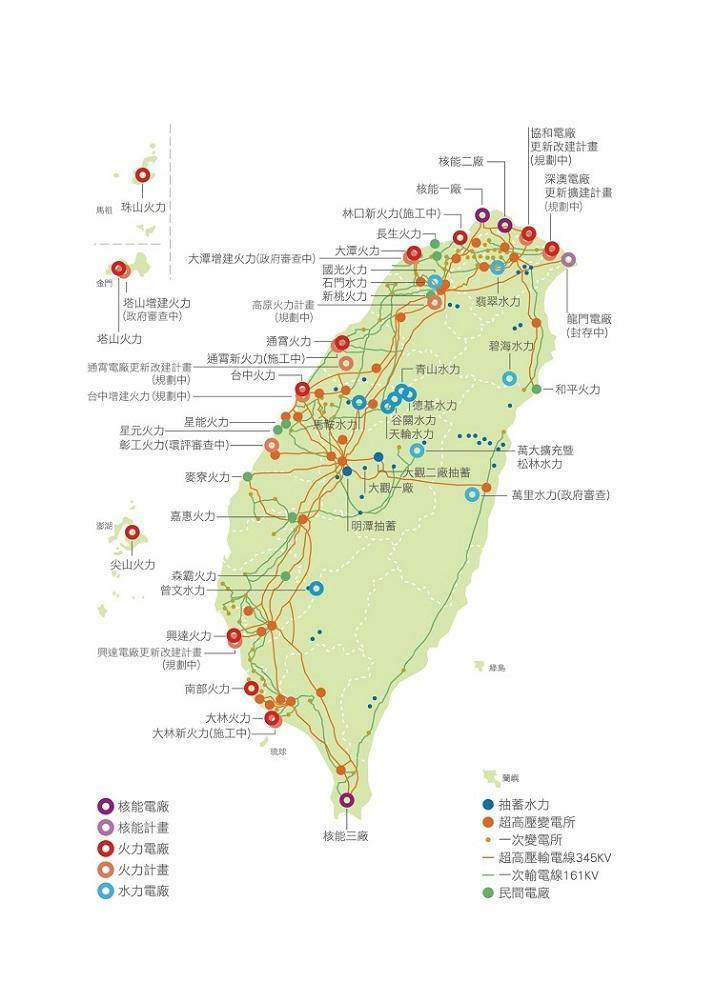 協和電廠
更新改建計畫
(規劃中)
核能二廠
深澳電廠
更新擴建計畫
(規劃中)
核能一廠
馬祖
珠山火力
林口新火力(施工中)
長生火力
大潭火力
大潭增建火力(政府審查中)
國光火力
石門水力
新桃火力
高原火力計畫
(規劃中)
翡翠水力
龍門電廠
(封存中)
金門
塔山增建火力
(政府審查中)
塔山火力
通霄火力
通霄新火力(施工中)
通霄電廠更新改建計畫
(規劃中)
台中火力
台中增建火力(規劃中)
碧海水力
青山水力
和平火力
德基水力
馬鞍水力
谷關水力
天輪水力
星能火力
星元火力
彰工火力(環評審查中)
萬大擴充暨
松林水力
麥寮火力
大觀二廠抽蓄
大觀一廠
萬里水力(政府審查)
嘉惠火力
明潭抽蓄
澎湖
尖山火力
森霸火力
曾文水力
興達火力
興達電廠更新改建計畫
(規劃中)
綠島
南部火力
大林火力
大林新火力(施工中)
琉球
蘭嶼
核能三廠
核能電廠
核能計畫
火力電廠
火力計畫
水力電廠
抽蓄水力
超高壓變電所
一次變電所
超高壓輸電線345KV
一次輸電線161KV
民間電廠